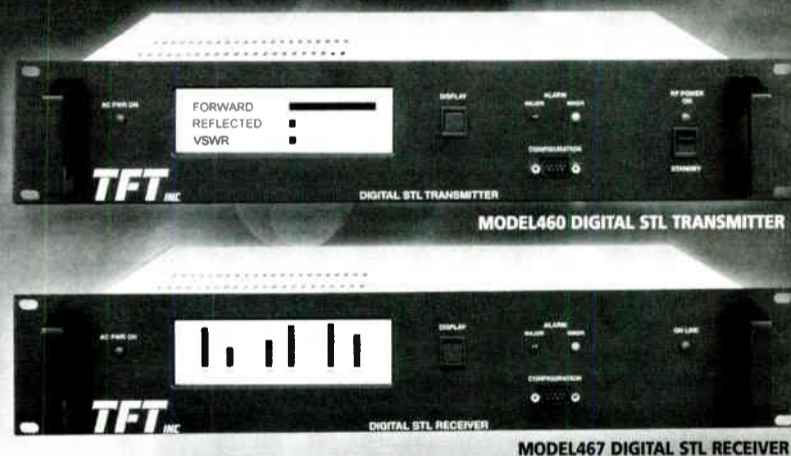 AC PWR ON
FORWARD
REFLECTED
VSWR
DISPLAY
ALARM
MAJOR MINOR
CONFIGURATION
RF POWER
ON
STANDBY
TFT INC
DIGITAL STL TRANSMITTER
MODEL460 DIGITAL STL TRANSMITTER
AC PWR ON
DISPLAY
ALARM
MAJOR MINOR
CONFIGURATION
ON LINE
TFT INC
DIGITAL STL RECEIVER
MODEL467 DIGITAL STL RECEIVER